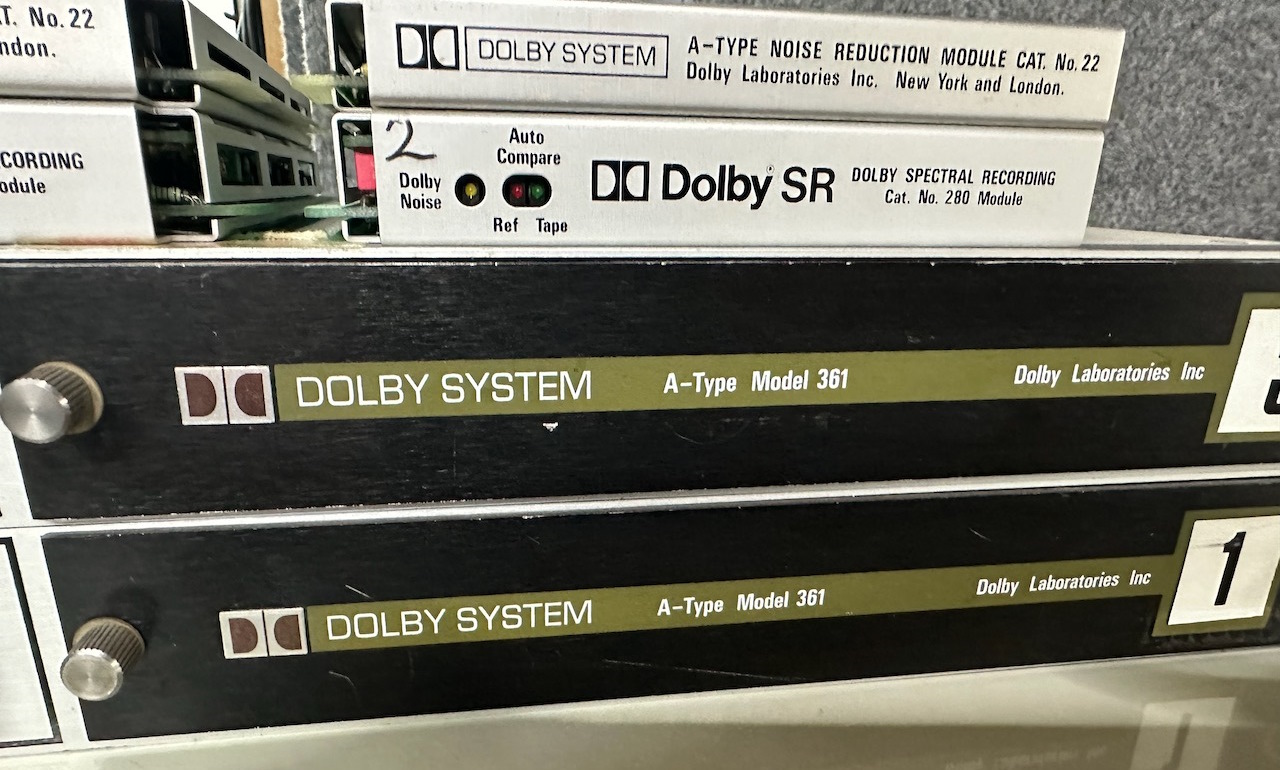 T. No. 22
ndon.
CORDING
odule
DOLBY SYSTEM
A-TYPE NOISE REDUCTION MODULE CAT. No. 22
Dolby Laboratories Inc. New York and London.
2
Auto
Compare
Dolby
Noise
Ref Tape
Dolby SR
DOLBY SPECTRAL RECORDING
Cat. No. 280 Module
DOLBY SYSTEM A-Type Model 361 Dolby Laboratories Inc
DOLBY SYSTEM A-Type Model 361 Dolby Laboratories Inc 1